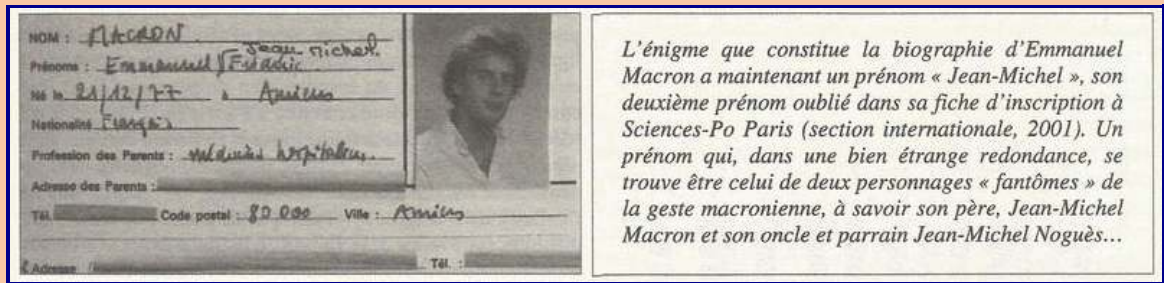 NOM : MACRON
Jean michel
Prénoms : Emmanuel Frédéric
Né le 21/12/77 à Amiens
Nationalité Français
Profession des Parents : médecins hospitaliers.
Adresse des Parents :
Tél. Code postal : 80 000 Ville : Amiens
Adresse Tél. :
L'énigme que constitue la biographie d'Emmanuel
Macron a maintenant un prénom « Jean-Michel », son
deuxième prénom oublié dans sa fiche d'inscription à
Sciences-Po Paris (section internationale, 2001). Un
prénom qui, dans une bien étrange redondance, se
trouve être celui de deux personnages « fantômes » de
la geste macronienne, à savoir son père, Jean-Michel
Macron et son oncle et parrain Jean-Michel Noguès...